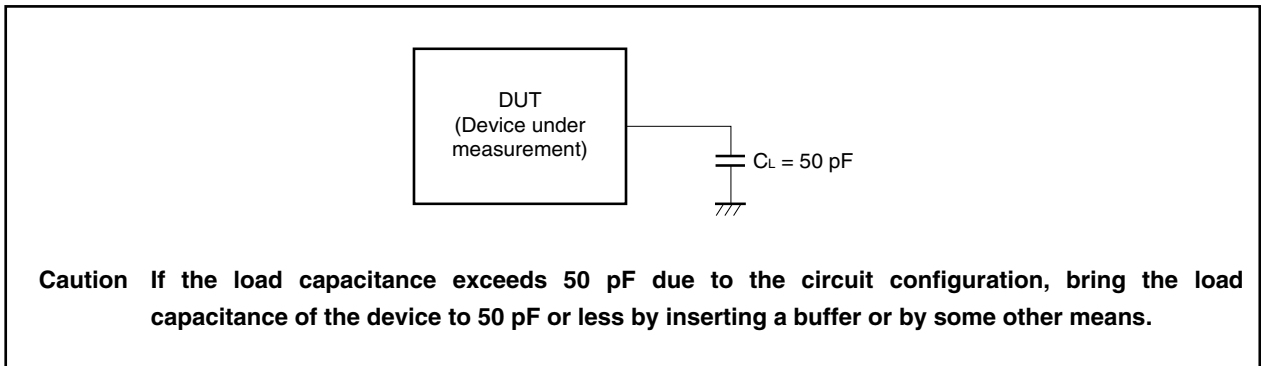 DUT
(Device under
measurement)
CL = 50 pF
Caution If the load capacitance exceeds 50 pF due to the circuit configuration, bring the load
capacitance of the device to 50 pF or less by inserting a buffer or by some other means.